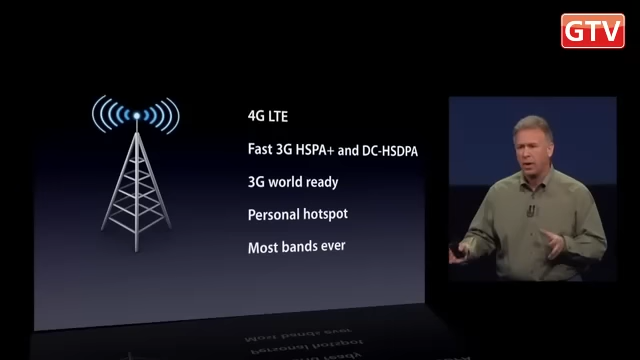 GTV
4G LTE
Fast 3G HSPA+ and DC-HSDPA
3G world ready
Personal hotspot
Most bands ever